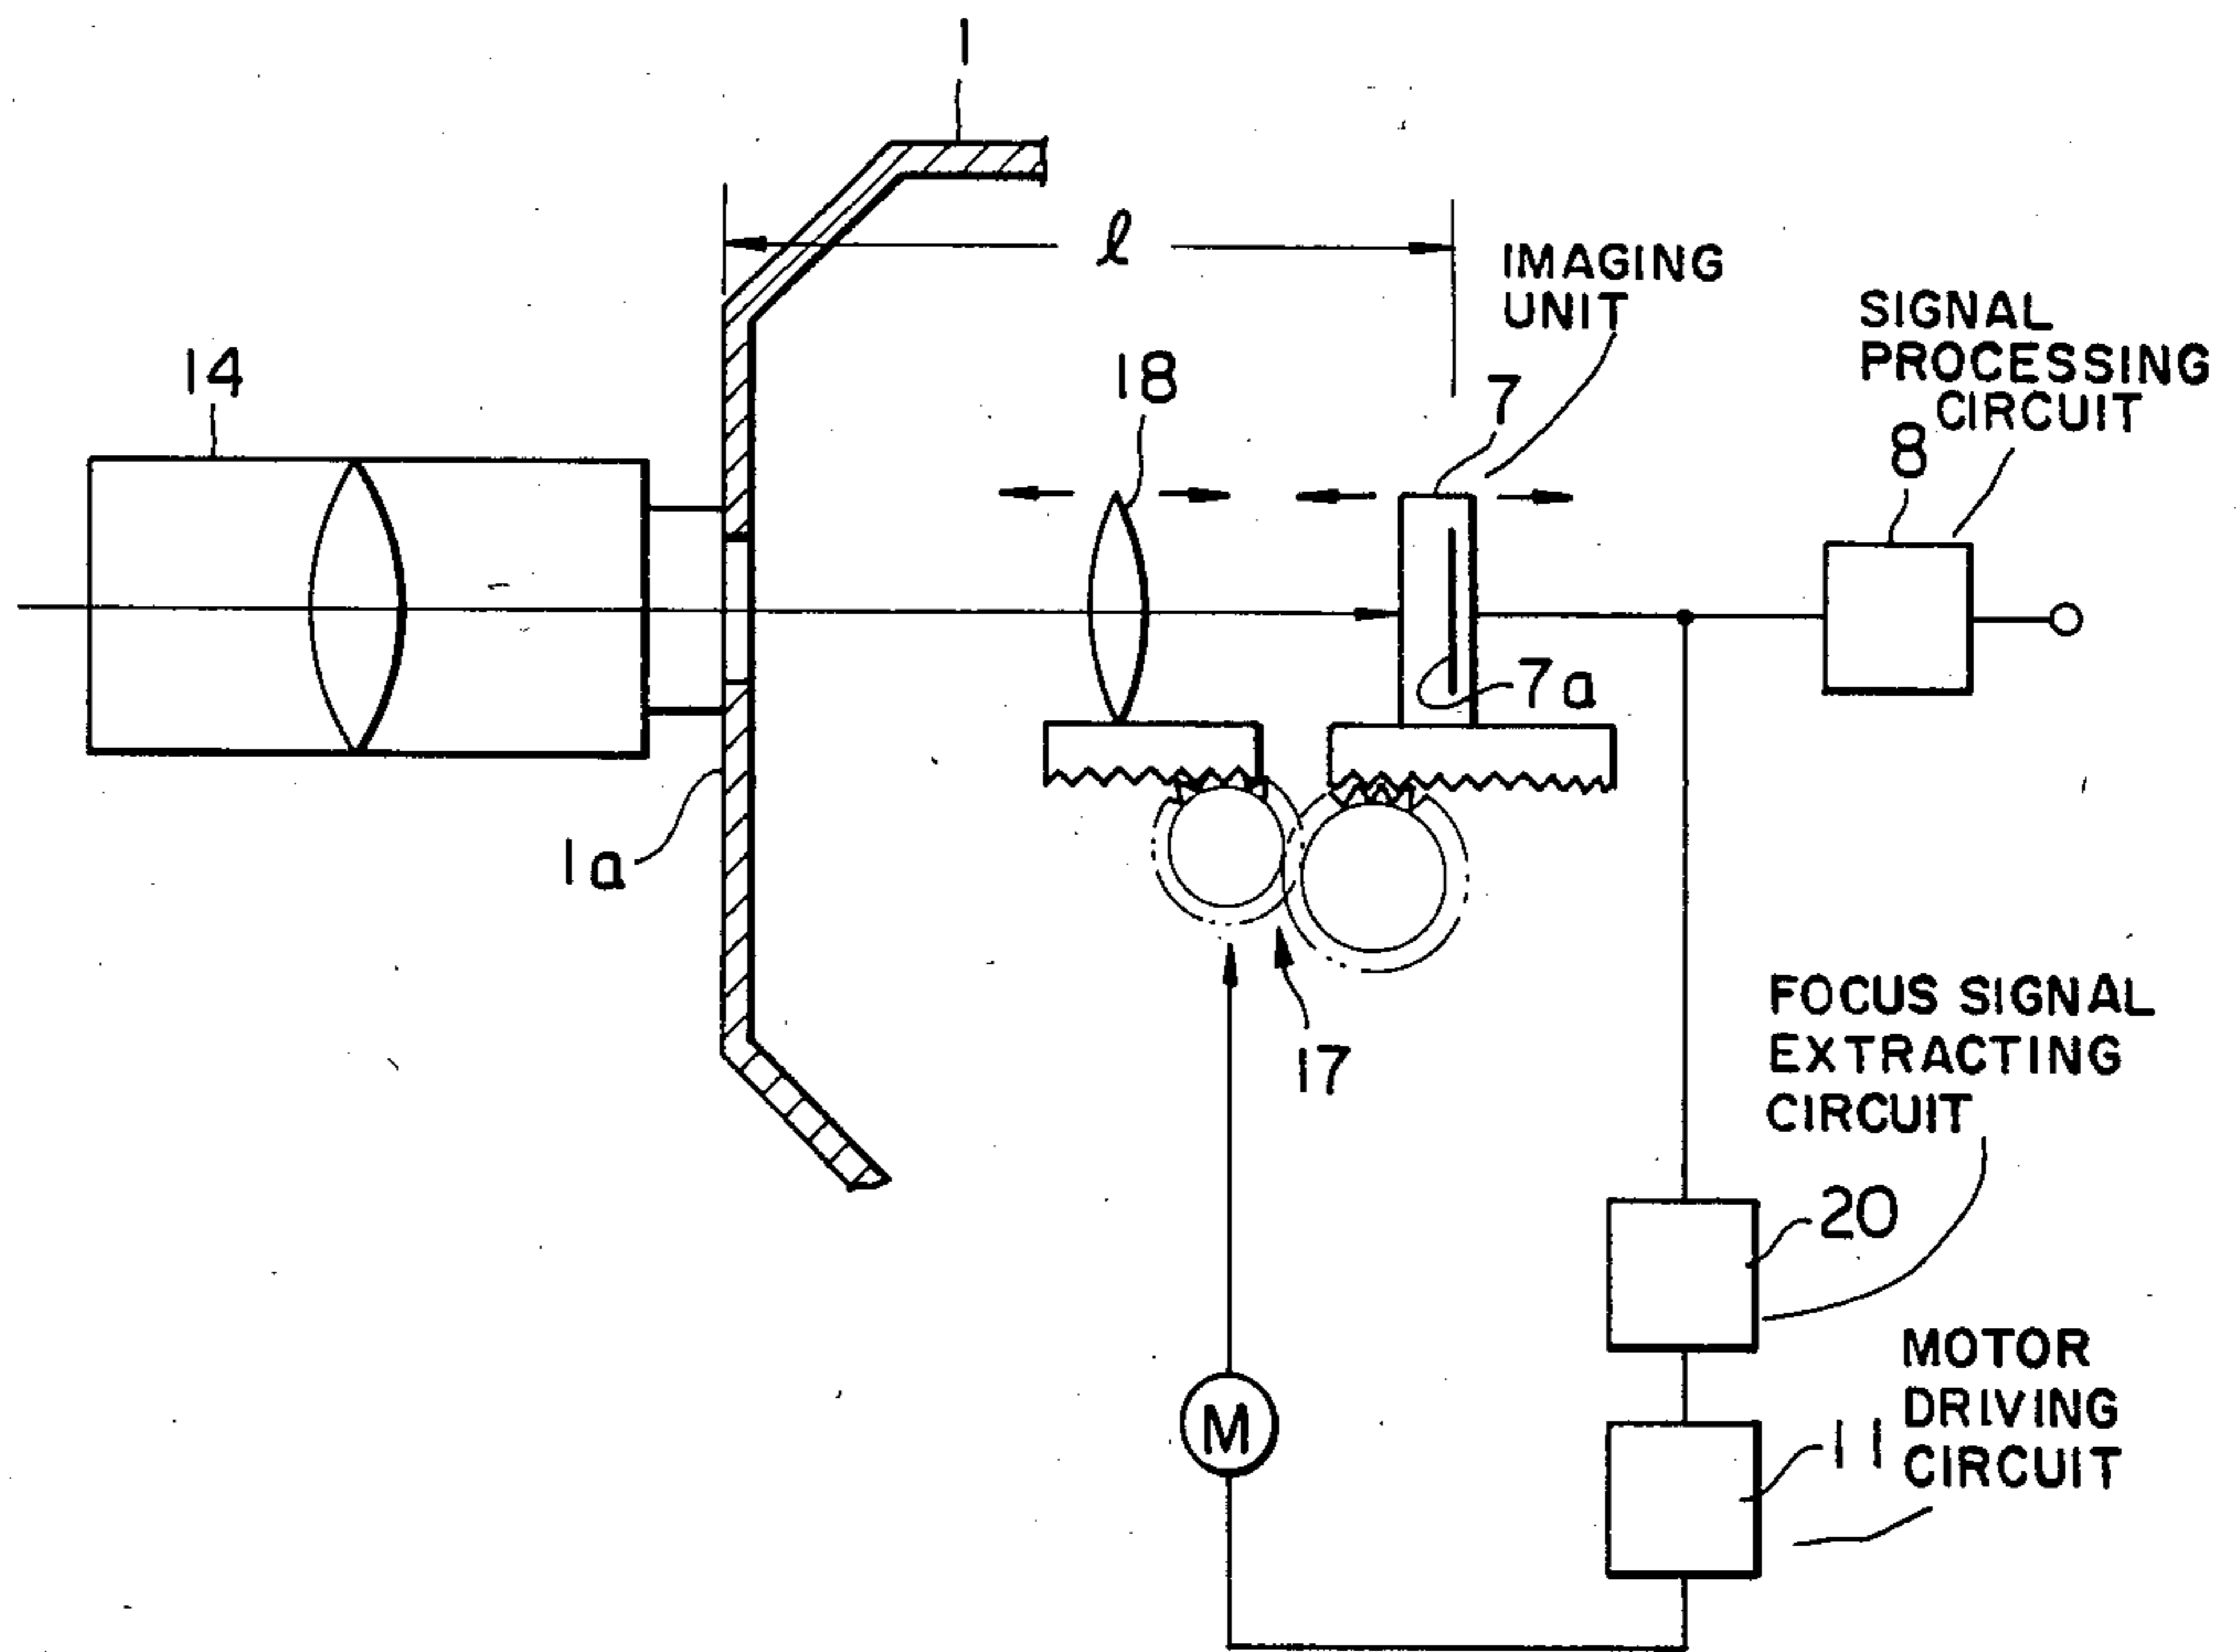 1
ℓ
IMAGING
UNIT
SIGNAL
PROCESSING
CIRCUIT
14
18
7
8
7a
1a
17
FOCUS SIGNAL
EXTRACTING
CIRCUIT
20
MOTOR
DRIVING
CIRCUIT
11
M